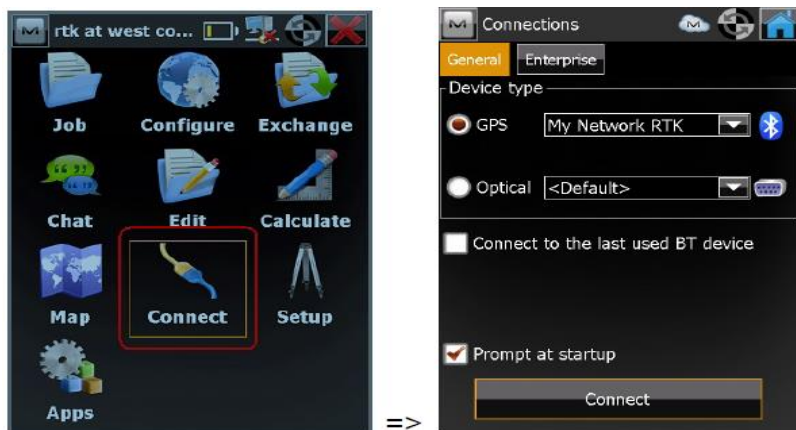 rtk at west co...
Job Configure Exchange
Chat Edit Calculate
Map Connect Setup
Apps
=>
Connections
General Enterprise
Device type
GPS My Network RTK
Optical <Default>
Connect to the last used BT device
Prompt at startup
Connect